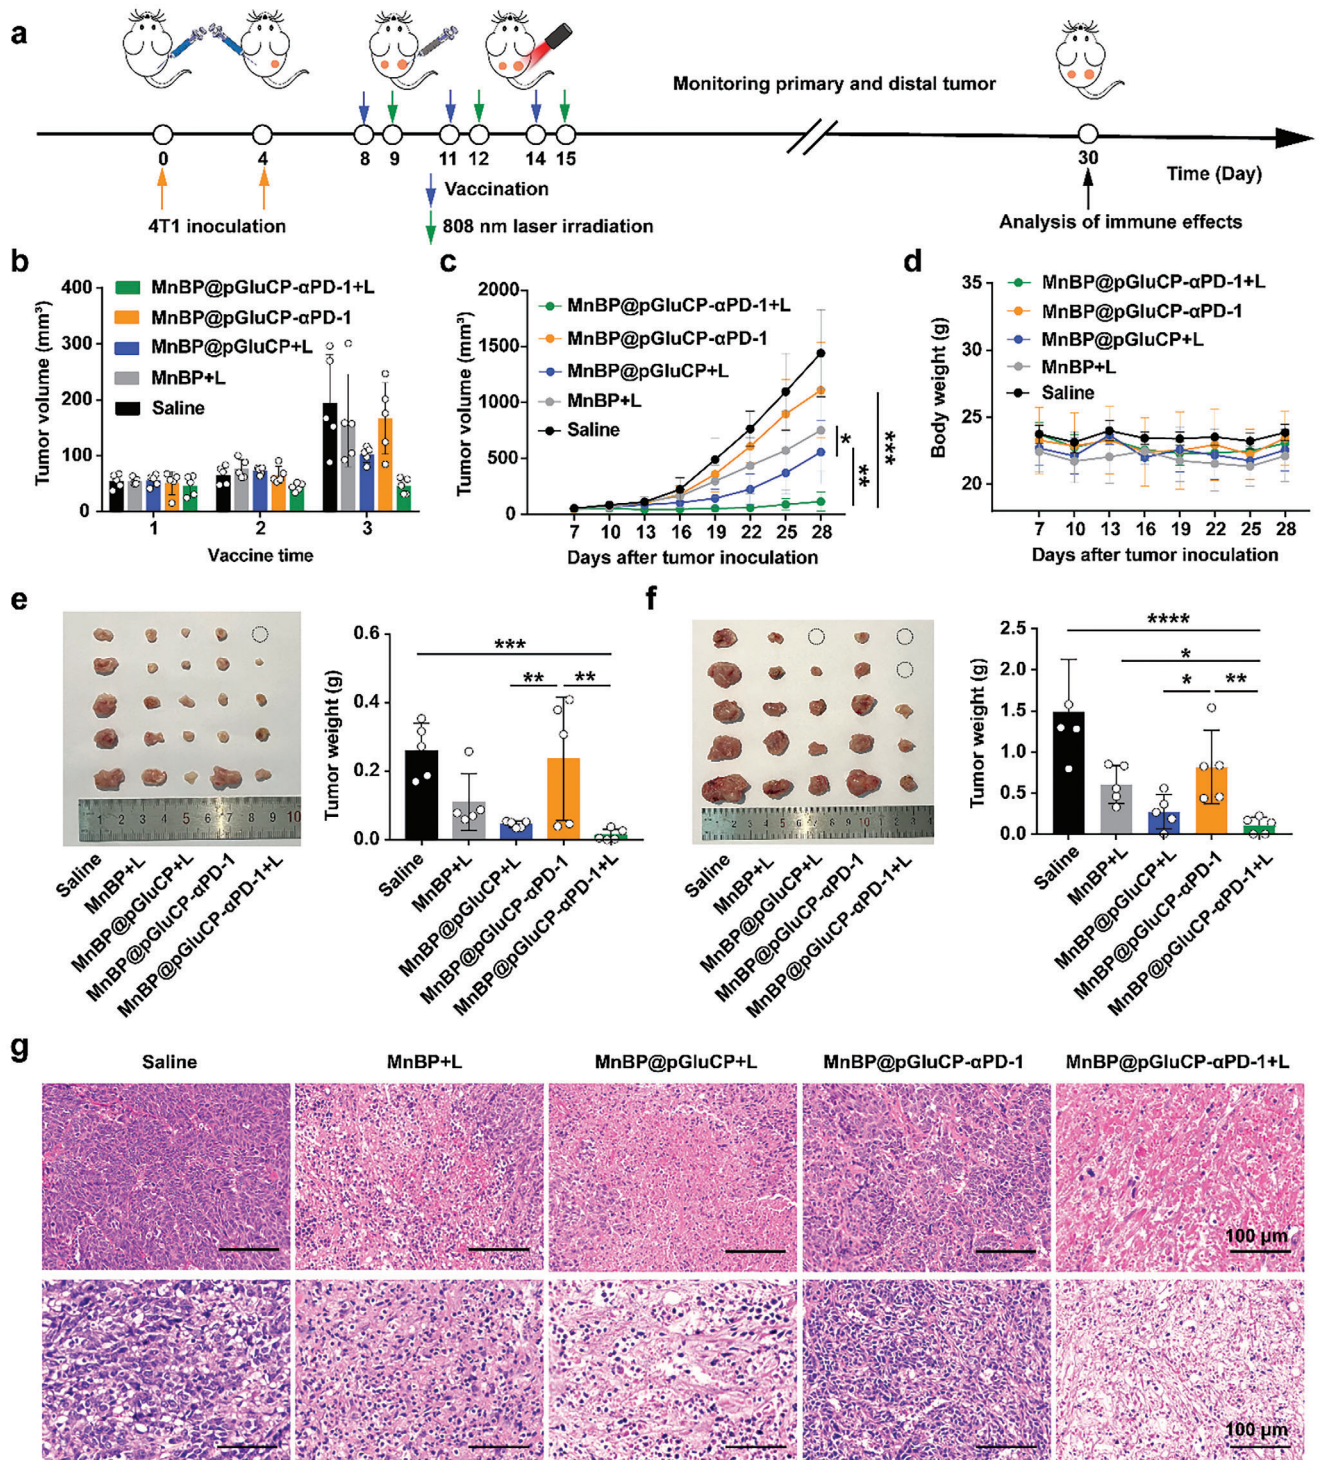 a
Monitoring primary and distal tumor
0 4 8 9 11 12 14 15 30
Time (Day)
4T1 inoculation
Vaccination
808 nm laser irradiation
Analysis of immune effects
b
MnBP@pGluCP-αPD-1+L
MnBP@pGluCP-αPD-1
MnBP@pGluCP+L
MnBP+L
Saline
Tumor volume (mm³)
400
300
200
100
0
1 2 3
Vaccine time
c
MnBP@pGluCP-αPD-1+L
MnBP@pGluCP-αPD-1
MnBP@pGluCP+L
MnBP+L
Saline
Tumor volume (mm³)
2000
1500
1000
500
0
7 10 13 16 19 22 25 28
Days after tumor inoculation
*
**
***
d
MnBP@pGluCP-αPD-1+L
MnBP@pGluCP-αPD-1
MnBP@pGluCP+L
MnBP+L
Saline
Body weight (g)
35
30
25
20
7 10 13 16 19 22 25 28
Days after tumor inoculation
e
1 2 3 4 5 6 7 8 9 10
Saline
MnBP+L
MnBP@pGluCP+L
MnBP@pGluCP-αPD-1
MnBP@pGluCP-αPD-1+L
Tumor weight (g)
0.6
0.4
0.2
0.0
***
** **
Saline
MnBP+L
MnBP@pGluCP+L
MnBP@pGluCP-αPD-1
MnBP@pGluCP-αPD-1+L
f
Saline
MnBP+L
MnBP@pGluCP+L
MnBP@pGluCP-αPD-1
MnBP@pGluCP-αPD-1+L
Tumor weight (g)
2.5
2.0
1.5
1.0
0.5
0.0
****
*
* **
Saline
MnBP+L
MnBP@pGluCP+L
MnBP@pGluCP-αPD-1
MnBP@pGluCP-αPD-1+L
g
Saline MnBP+L MnBP@pGluCP+L MnBP@pGluCP-αPD-1 MnBP@pGluCP-αPD-1+L
100 μm
100 μm